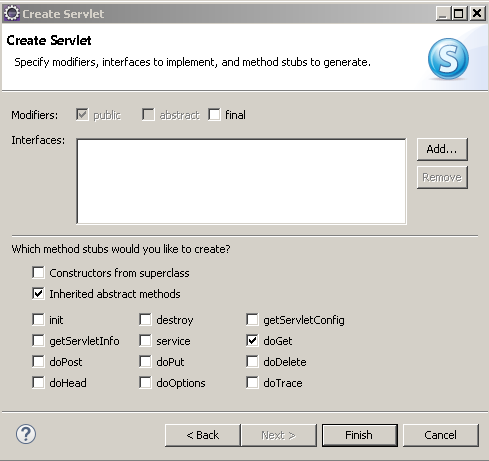 Create Servlet
Create Servlet
Specify modifiers, interfaces to implement, and method stubs to generate.
S
Modifiers: public abstract final
Interfaces: Add...
Remove
Which method stubs would you like to create?
Constructors from superclass
Inherited abstract methods
init destroy getServletConfig
getServletInfo service doGet
doPost doPut doDelete
doHead doOptions doTrace
? < Back Next > Finish Cancel